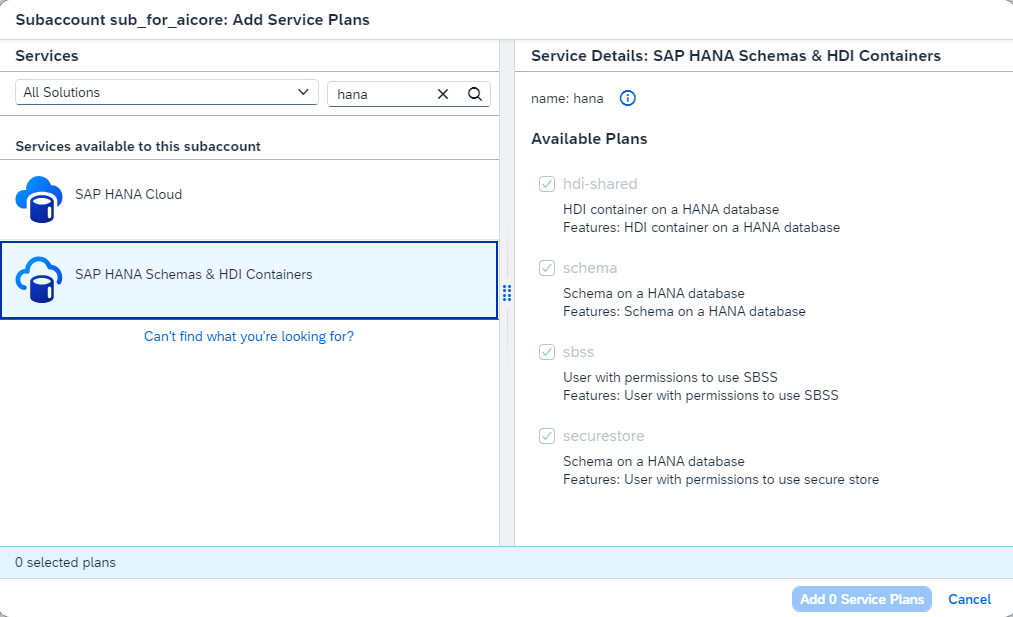 Subaccount sub_for_aicore: Add Service Plans
Services
All Solutions
hana
Services available to this subaccount
SAP HANA Cloud
SAP HANA Schemas & HDI Containers
Can't find what you're looking for?
Service Details: SAP HANA Schemas & HDI Containers
name: hana
Available Plans
hdi-shared
HDI container on a HANA database
Features: HDI container on a HANA database
schema
Schema on a HANA database
Features: Schema on a HANA database
sbss
User with permissions to use SBSS
Features: User with permissions to use SBSS
securestore
Schema on a HANA database
Features: User with permissions to use secure store
0 selected plans
Add 0 Service Plans
Cancel